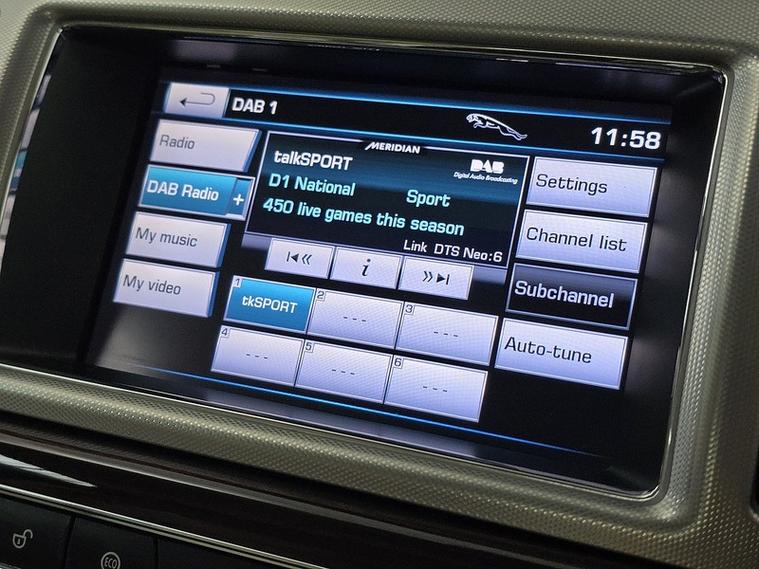 DAB 1
11:58
Radio
DAB Radio +
My music
My video
MERIDIAN
talkSPORT
DAB
Digital Audio Broadcasting
D1 National Sport
450 live games this season
Link DTS Neo:6
i
Settings
Channel list
Subchannel
Auto-tune
1 tkSPORT
2 ---
3 ---
4 ---
5 ---
6 ---
ECO